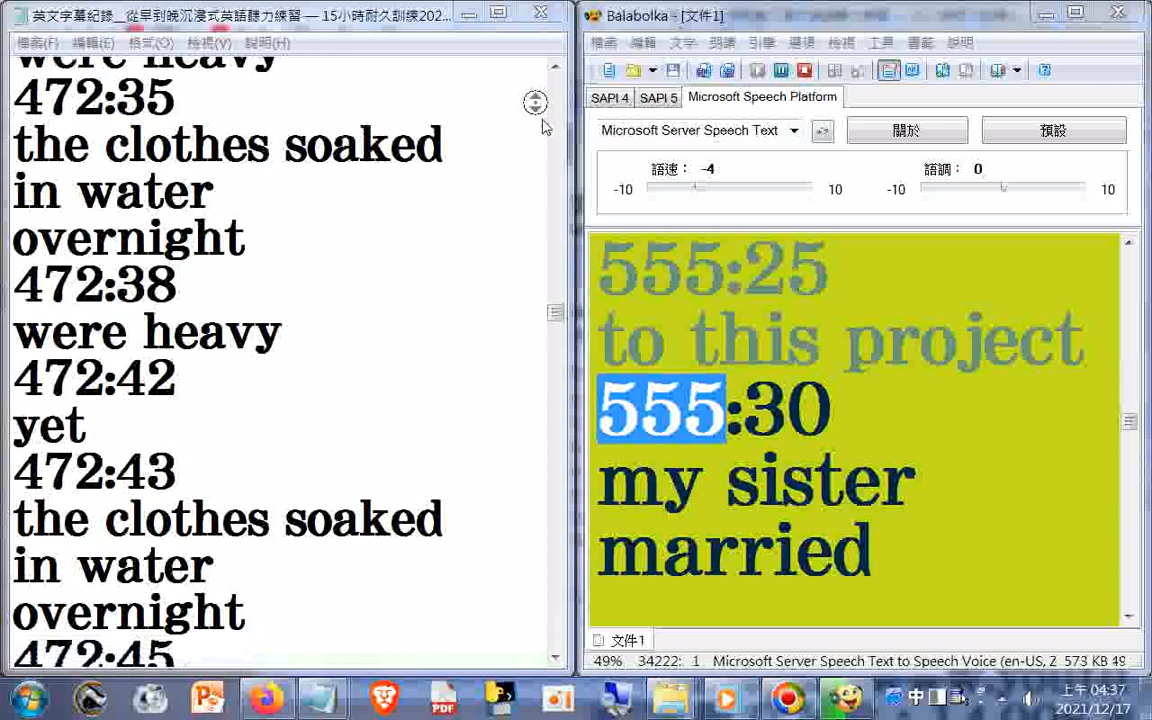 英文字幕紀錄__從早到晚沉浸式英語聽力練習 — 15小時耐久訓練202...
檔案(F) 編輯(E) 格式(O) 檢視(V) 說明(H)
were heavy
472:35
the clothes soaked
in water
overnight
472:38
were heavy
472:42
yet
472:43
the clothes soaked
in water
overnight
472:45
Balabolka - [文件1]
檔案 編輯 文字 朗讀 引擎 選項 檢視 工具 書籤 說明
SAPI 4 SAPI 5 Microsoft Speech Platform
Microsoft Server Speech Text 關於 預設
語速： -4 語調： 0
-10 10 -10 10
555:25
to this project
555:30
my sister
married
文件1
49% 34222: 1 Microsoft Server Speech Text to Speech Voice (en-US, Z 573 KB 49
PDF 中 上午 04:37
2021/12/17